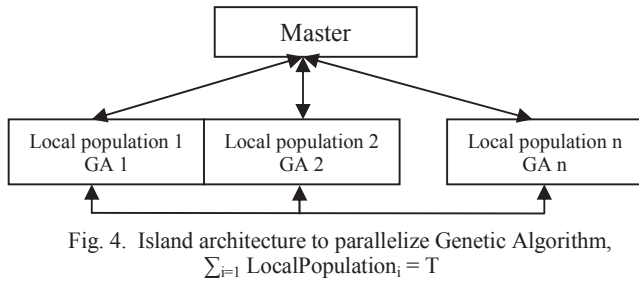 Master
Local population 1
GA 1
Local population 2
GA 2
Local population n
GA n
Fig. 4. Island architecture to parallelize Genetic Algorithm,
∑i=1 LocalPopulationi = T